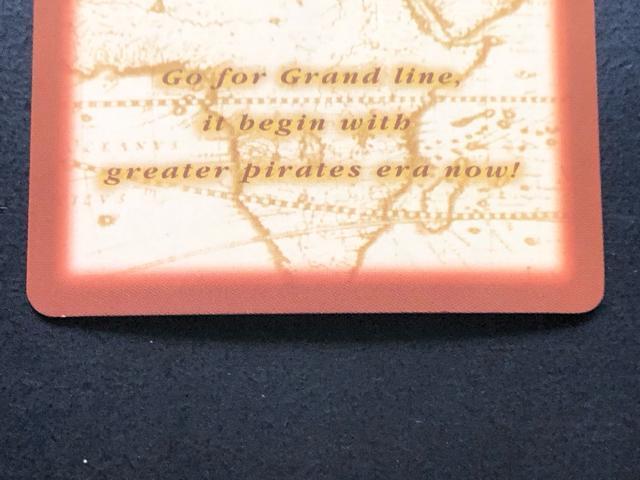 Go for Grand line,
it begin with
greater pirates era now!